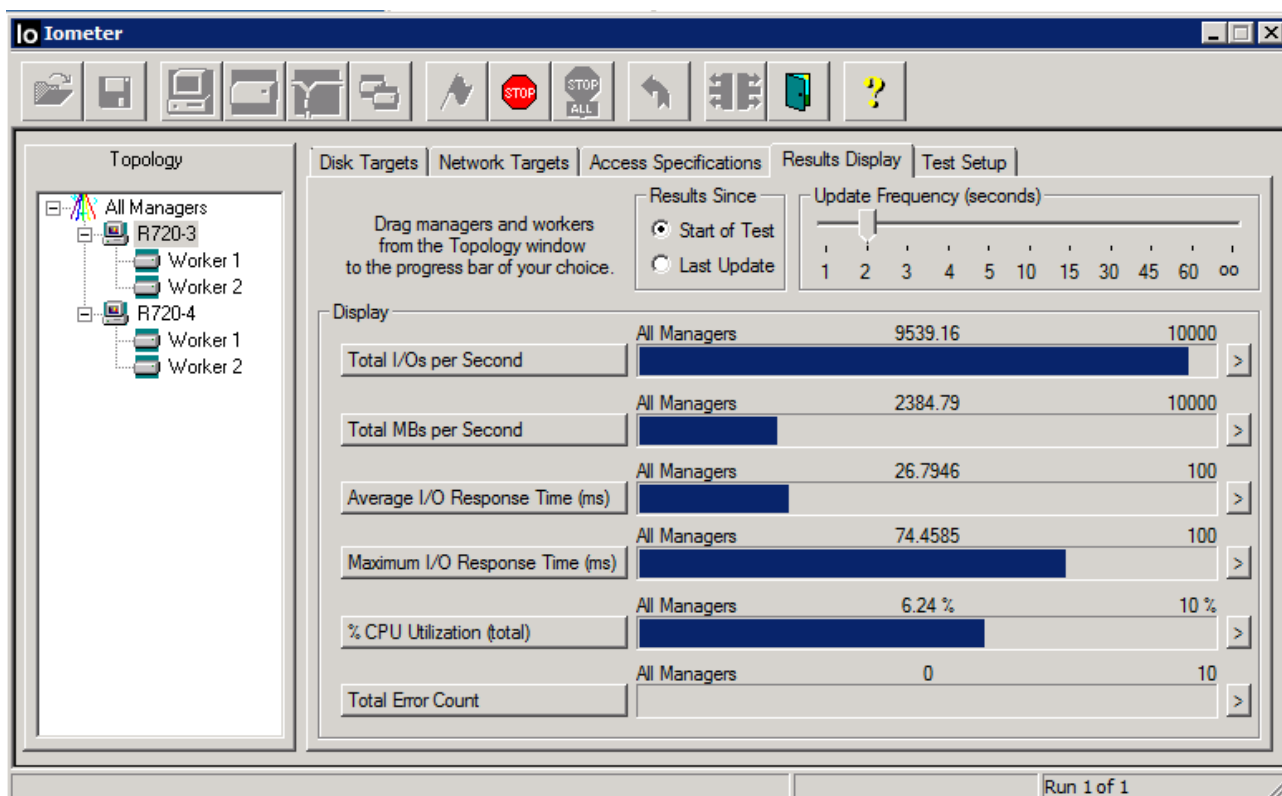 Io Iometer
STOP
STOP
ALL
?
Topology
All Managers
R720-3
Worker 1
Worker 2
R720-4
Worker 1
Worker 2
Disk Targets Network Targets Access Specifications Results Display Test Setup
Drag managers and workers
from the Topology window
to the progress bar of your choice.
Results Since
Start of Test
Last Update
Update Frequency (seconds)
1 2 3 4 5 10 15 30 45 60 oo
Display
All Managers 9539.16 10000
Total I/Os per Second >
All Managers 2384.79 10000
Total MBs per Second >
All Managers 26.7946 100
Average I/O Response Time (ms) >
All Managers 74.4585 100
Maximum I/O Response Time (ms) >
All Managers 6.24 % 10 %
% CPU Utilization (total) >
All Managers 0 10
Total Error Count >
Run 1 of 1